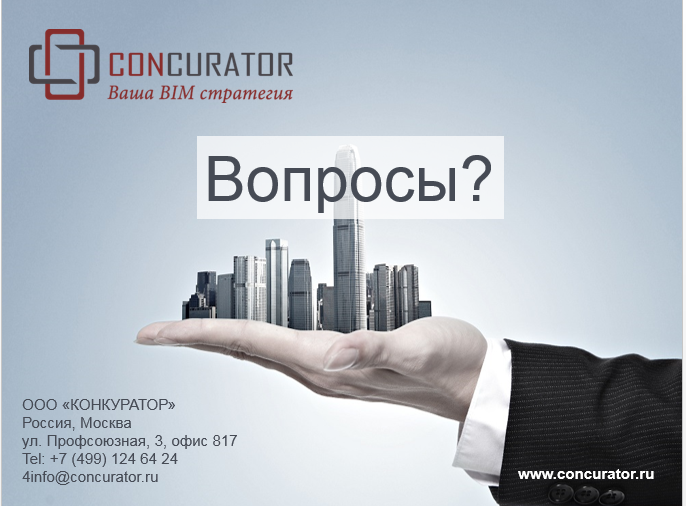 CONCURATOR
Ваша BIM стратегия
Вопросы?
ООО «КОНКУРАТОР»
Россия, Москва
ул. Профсоюзная, 3, офис 817
Tel: +7 (499) 124 64 24
4info@concurator.ru
www.concurator.ru